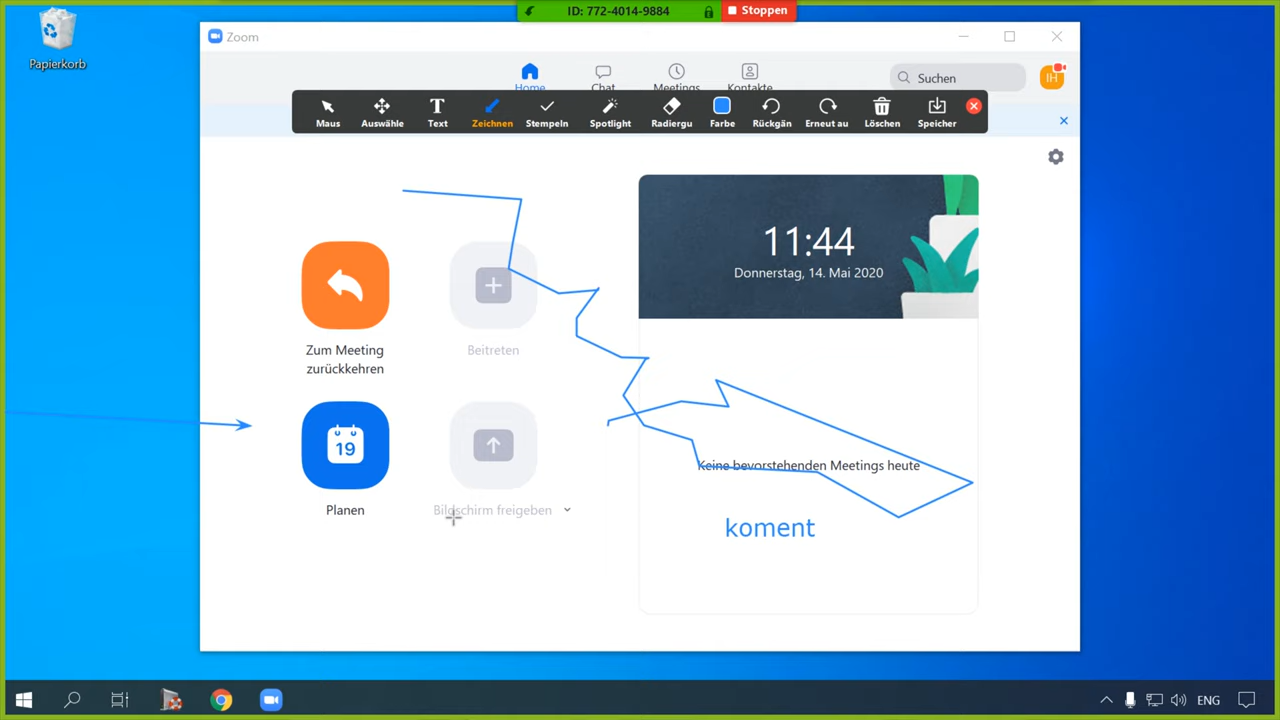 ID: 772-4014-9884
Stoppen
Papierkorb
Zoom
Home
Chat
Meetings
Kontakte
Suchen
IH
Maus
Auswähle
Text
Zeichnen
Stempeln
Spotlight
Radiergu
Farbe
Rückgän
Erneut au
Löschen
Speicher
11:44
Donnerstag, 14. Mai 2020
Zum Meeting
zurückkehren
Beitreten
19
Planen
Bildschirm freigeben
Keine bevorstehenden Meetings heute
koment
ENG